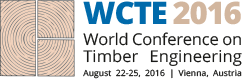 WCTE 2016
World Conference on
Timber Engineering
August 22-25, 2016 | Vienna, Austria